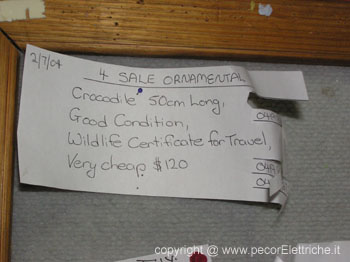 2/7/04
4 SALE ORNAMENTAL
Crocodile 50cm Long,
Good Condition,
Wildlife Certificate for Travel,
Very cheap $120
04
copyright @ www.pecorElettriche.it